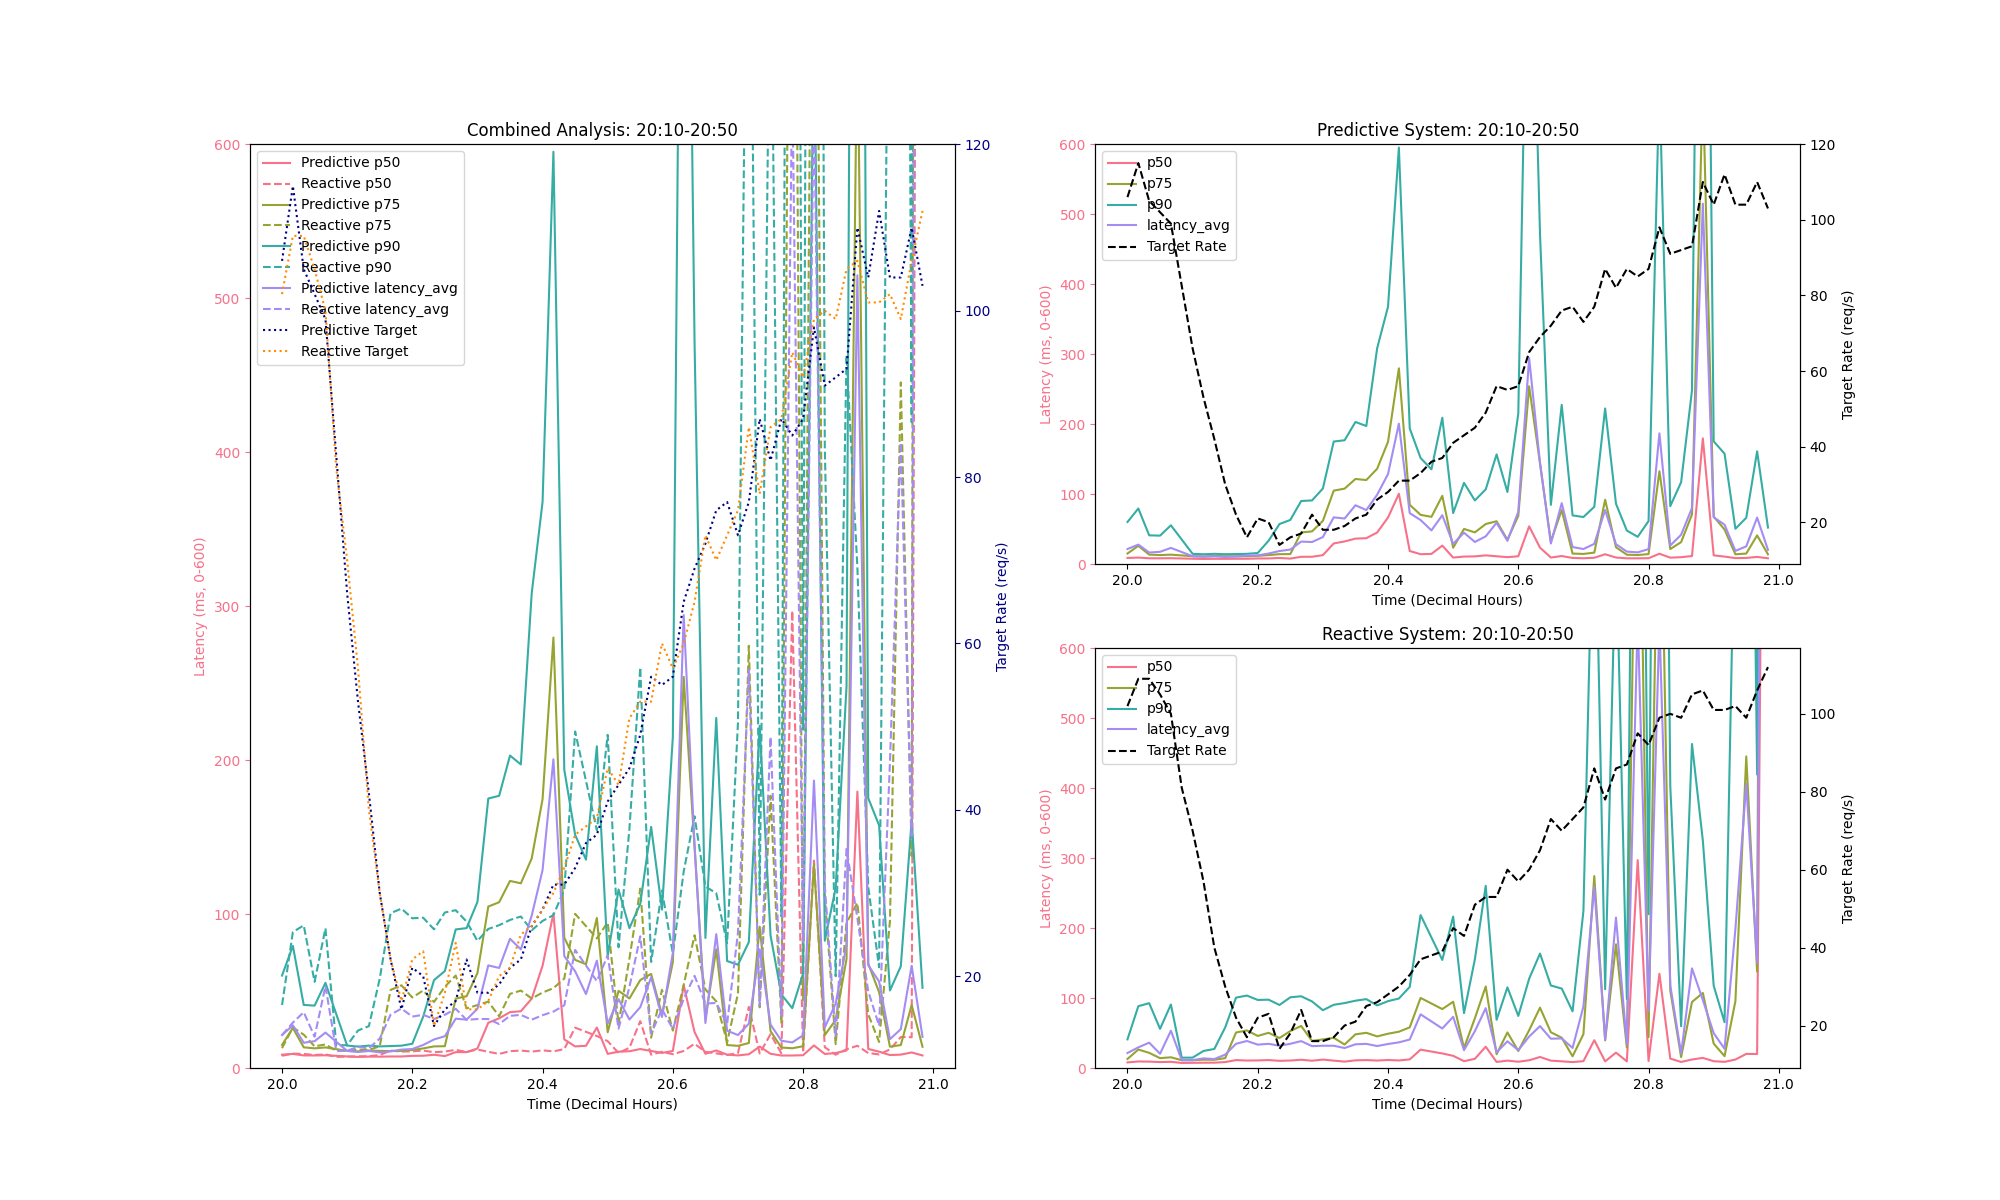 Combined Analysis: 20:10-20:50
600
500
400
300
200
100
0
Latency (ms, 0-600)
Predictive p50
Reactive p50
Predictive p75
Reactive p75
Predictive p90
Reactive p90
Predictive latency_avg
Reactive latency_avg
Predictive Target
Reactive Target
120
100
80
60
40
20
Target Rate (req/s)
20.0 20.2 20.4 20.6 20.8 21.0
Time (Decimal Hours)
Predictive System: 20:10-20:50
600
500
400
300
200
100
0
Latency (ms, 0-600)
p50
p75
p90
latency_avg
Target Rate
120
100
80
60
40
20
Target Rate (req/s)
20.0 20.2 20.4 20.6 20.8 21.0
Time (Decimal Hours)
Reactive System: 20:10-20:50
600
500
400
300
200
100
0
Latency (ms, 0-600)
p50
p75
p90
latency_avg
Target Rate
100
80
60
40
20
Target Rate (req/s)
20.0 20.2 20.4 20.6 20.8 21.0
Time (Decimal Hours)